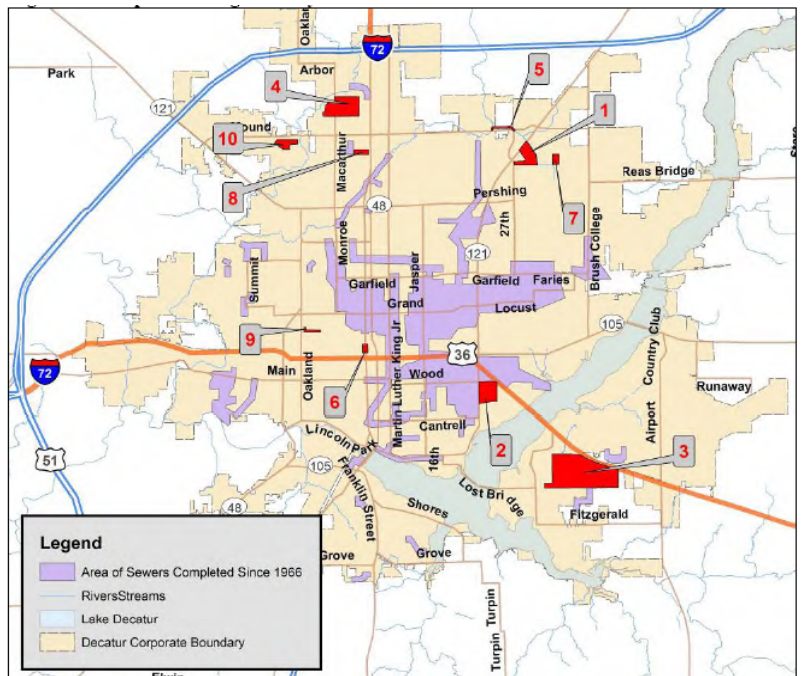 Oakland
72
Park
Arbor
4
5
1
121
10
Macarthur
8
Reas Bridge
Pershing
48
27th
7
Brush College
Monroe
121
Jasper
Summit
Garfield
Garfield
Faries
Grand
Locust
105
Country Club
9
36
72
Main
Oakland
Wood
Runaway
6
Martin Luther King Jr
Airport
Cantrell
Lincoln Park
2
16th
51
3
105
Franklin Street
Lost Bridge
48
Shores
Fitzgerald
Grove
Grove
Turpin
Turpin
Legend
Area of Sewers Completed Since 1966
RiversStreams
Lake Decatur
Decatur Corporate Boundary